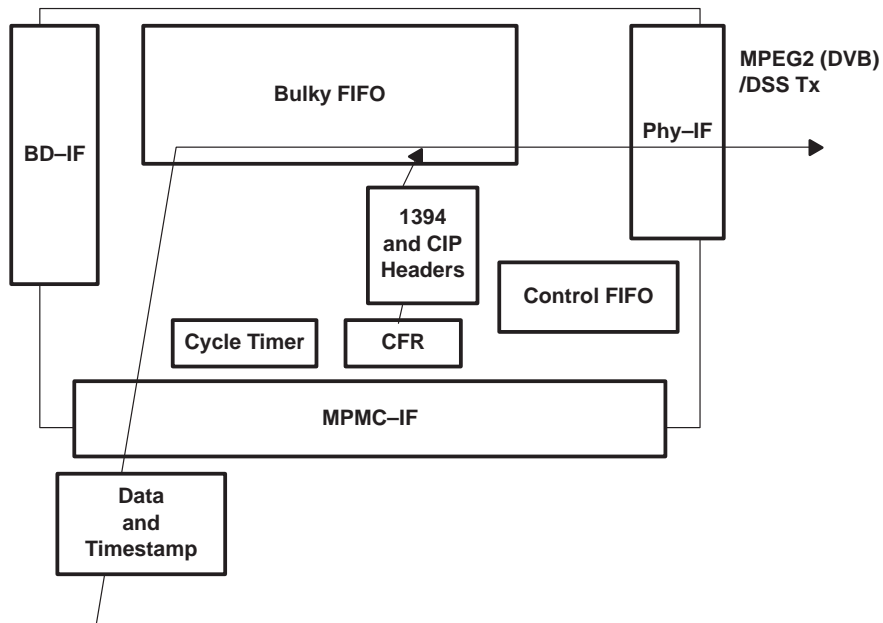 Bulky FIFO
MPEG2 (DVB)
/DSS Tx
BD–IF
Phy–IF
1394
and CIP
Headers
Control FIFO
Cycle Timer
CFR
MPMC–IF
Data
and
Timestamp